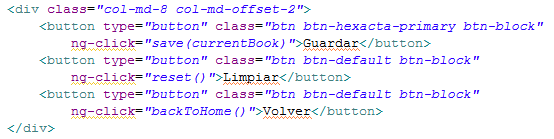 <div class="col-md-8 col-md-offset-2">
<button type="button" class="btn btn-hexacta-primary btn-block"
ng-click="save(currentBook)">Guardar</button>
<button type="button" class="btn btn-default btn-block"
ng-click="reset()">Limpiar</button>
<button type="button" class="btn btn-default btn-block"
ng-click="backToHome()">Volver</button>
</div>